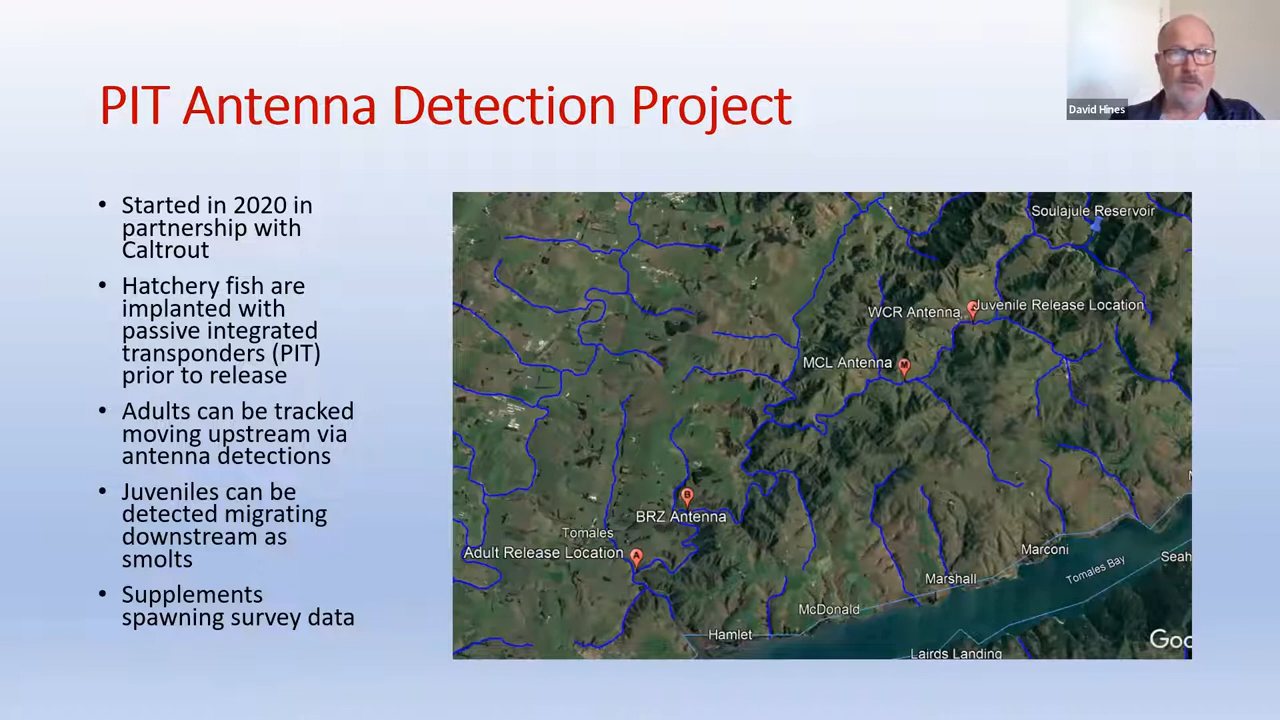 PIT Antenna Detection Project
David Hines
• Started in 2020 in
partnership with
Caltrout
• Hatchery fish are
implanted with
passive integrated
transponders (PIT)
prior to release
• Adults can be tracked
moving upstream via
antenna detections
• Juveniles can be
detected migrating
downstream as
smolts
• Supplements
spawning survey data
Soulajule Reservoir
WCR Antenna
Juvenile Release Location
MCL Antenna
M
B
BRZ Antenna
Tomales
Adult Release Location
A
Marconi
Seah
Tomales Bay
Marshall
McDonald
Hamlet
Lairds Landing
Goo